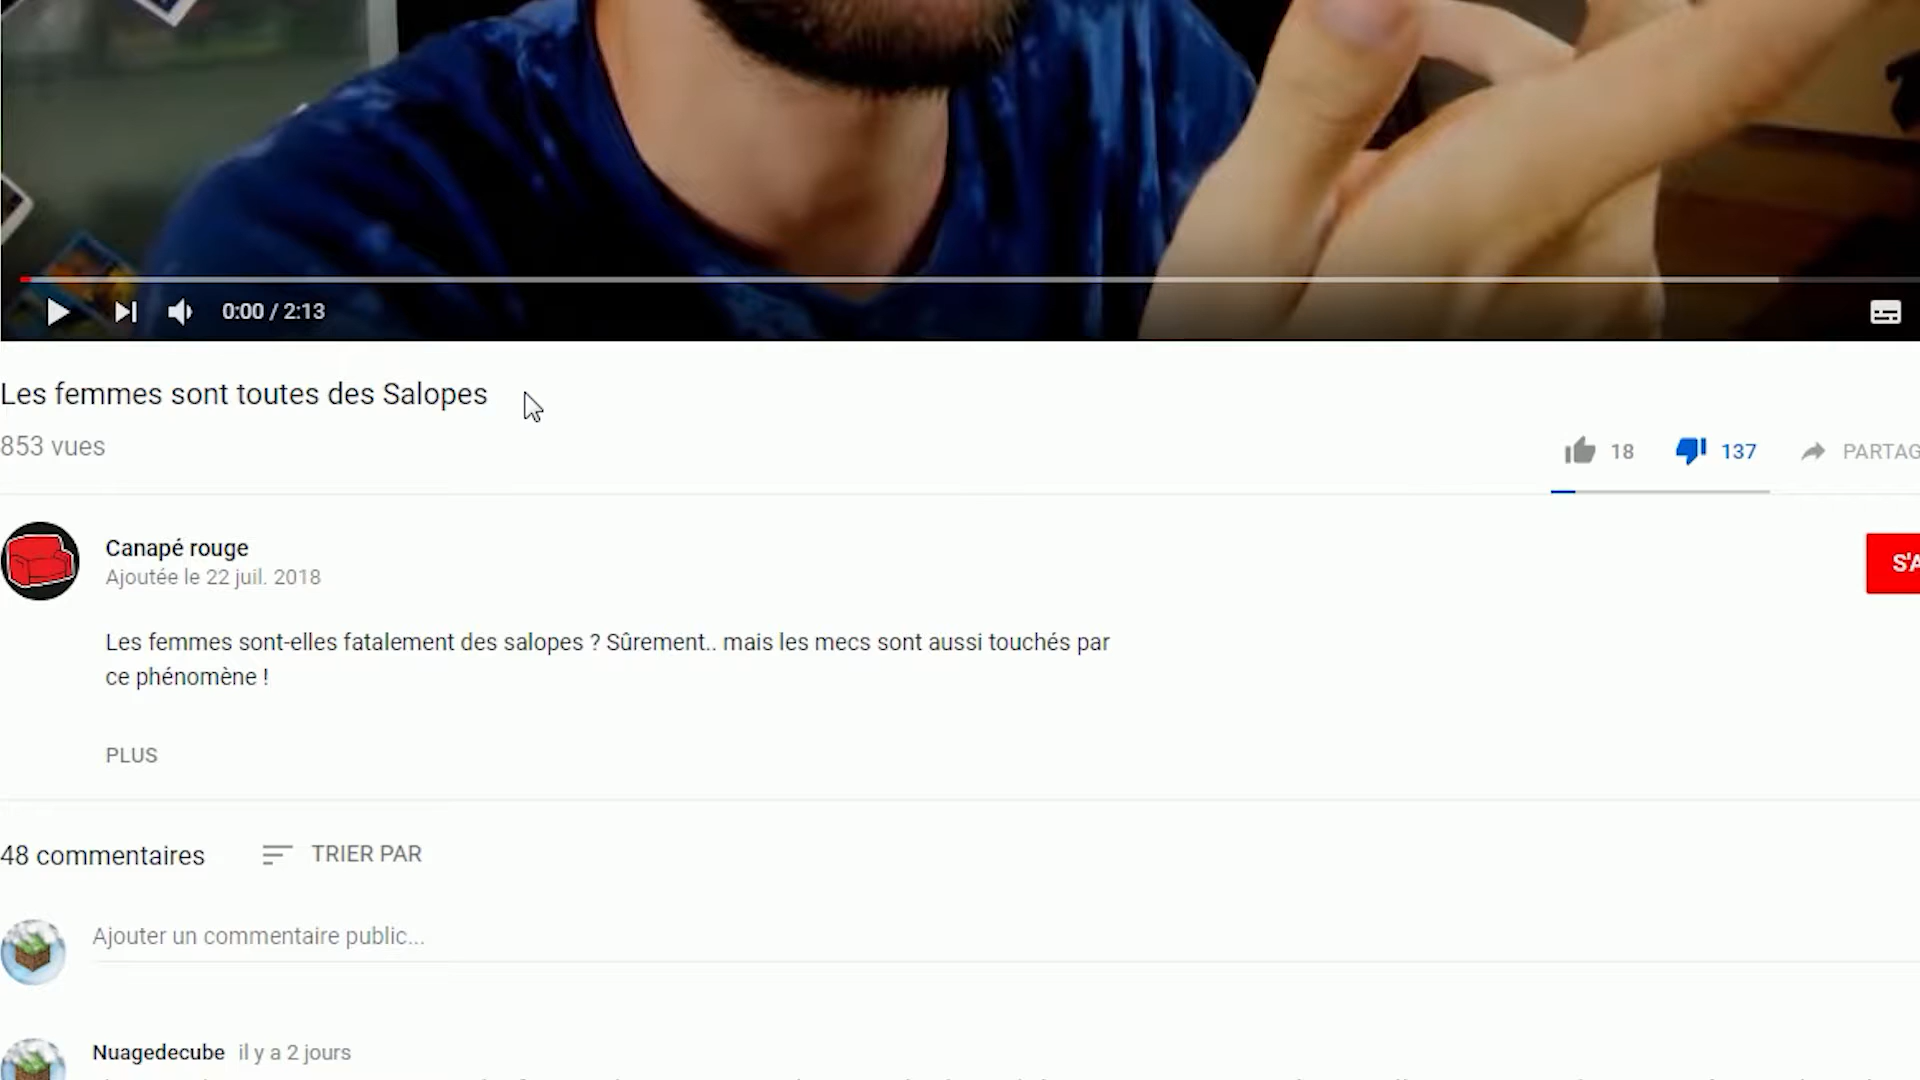 0:00 / 2:13
Les femmes sont toutes des Salopes
853 vues
18
137
PARTAG
Canapé rouge
Ajoutée le 22 juil. 2018
S'A
Les femmes sont-elles fatalement des salopes ? Sûrement.. mais les mecs sont aussi touchés par
ce phénomène !
PLUS
48 commentaires
TRIER PAR
Ajouter un commentaire public...
Nuagedecube il y a 2 jours